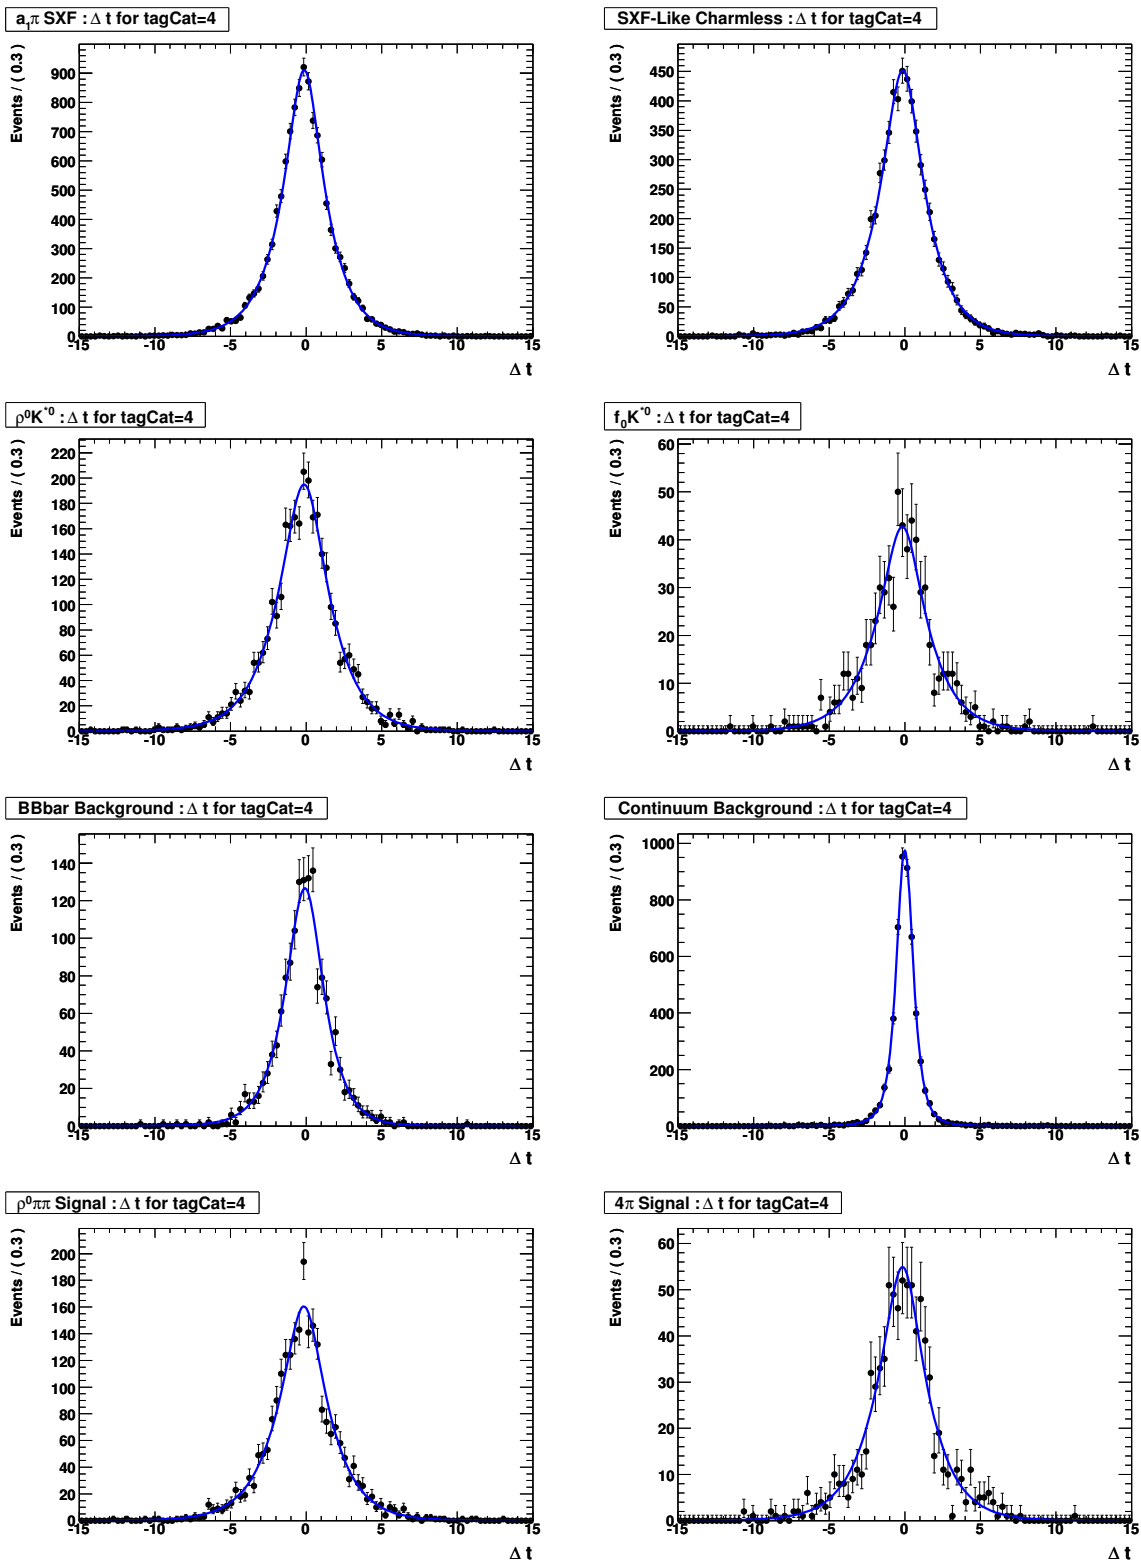 a₁π SXF : Δ t for tagCat=4
Events / ( 0.3 )
900
800
700
600
500
400
300
200
100
0
-15 -10 -5 0 5 10 15
Δ t
SXF-Like Charmless : Δ t for tagCat=4
Events / ( 0.3 )
450
400
350
300
250
200
150
100
50
0
-15 -10 -5 0 5 10 15
Δ t
ρ⁰K*⁰ : Δ t for tagCat=4
Events / ( 0.3 )
220
200
180
160
140
120
100
80
60
40
20
0
-15 -10 -5 0 5 10 15
Δ t
f₀K*⁰ : Δ t for tagCat=4
Events / ( 0.3 )
60
50
40
30
20
10
0
-15 -10 -5 0 5 10 15
Δ t
BBbar Background : Δ t for tagCat=4
Events / ( 0.3 )
140
120
100
80
60
40
20
0
-15 -10 -5 0 5 10 15
Δ t
Continuum Background : Δ t for tagCat=4
Events / ( 0.3 )
1000
800
600
400
200
0
-15 -10 -5 0 5 10 15
Δ t
ρ⁰ππ Signal : Δ t for tagCat=4
Events / ( 0.3 )
200
180
160
140
120
100
80
60
40
20
0
-15 -10 -5 0 5 10 15
Δ t
4π Signal : Δ t for tagCat=4
Events / ( 0.3 )
60
50
40
30
20
10
0
-15 -10 -5 0 5 10 15
Δ t